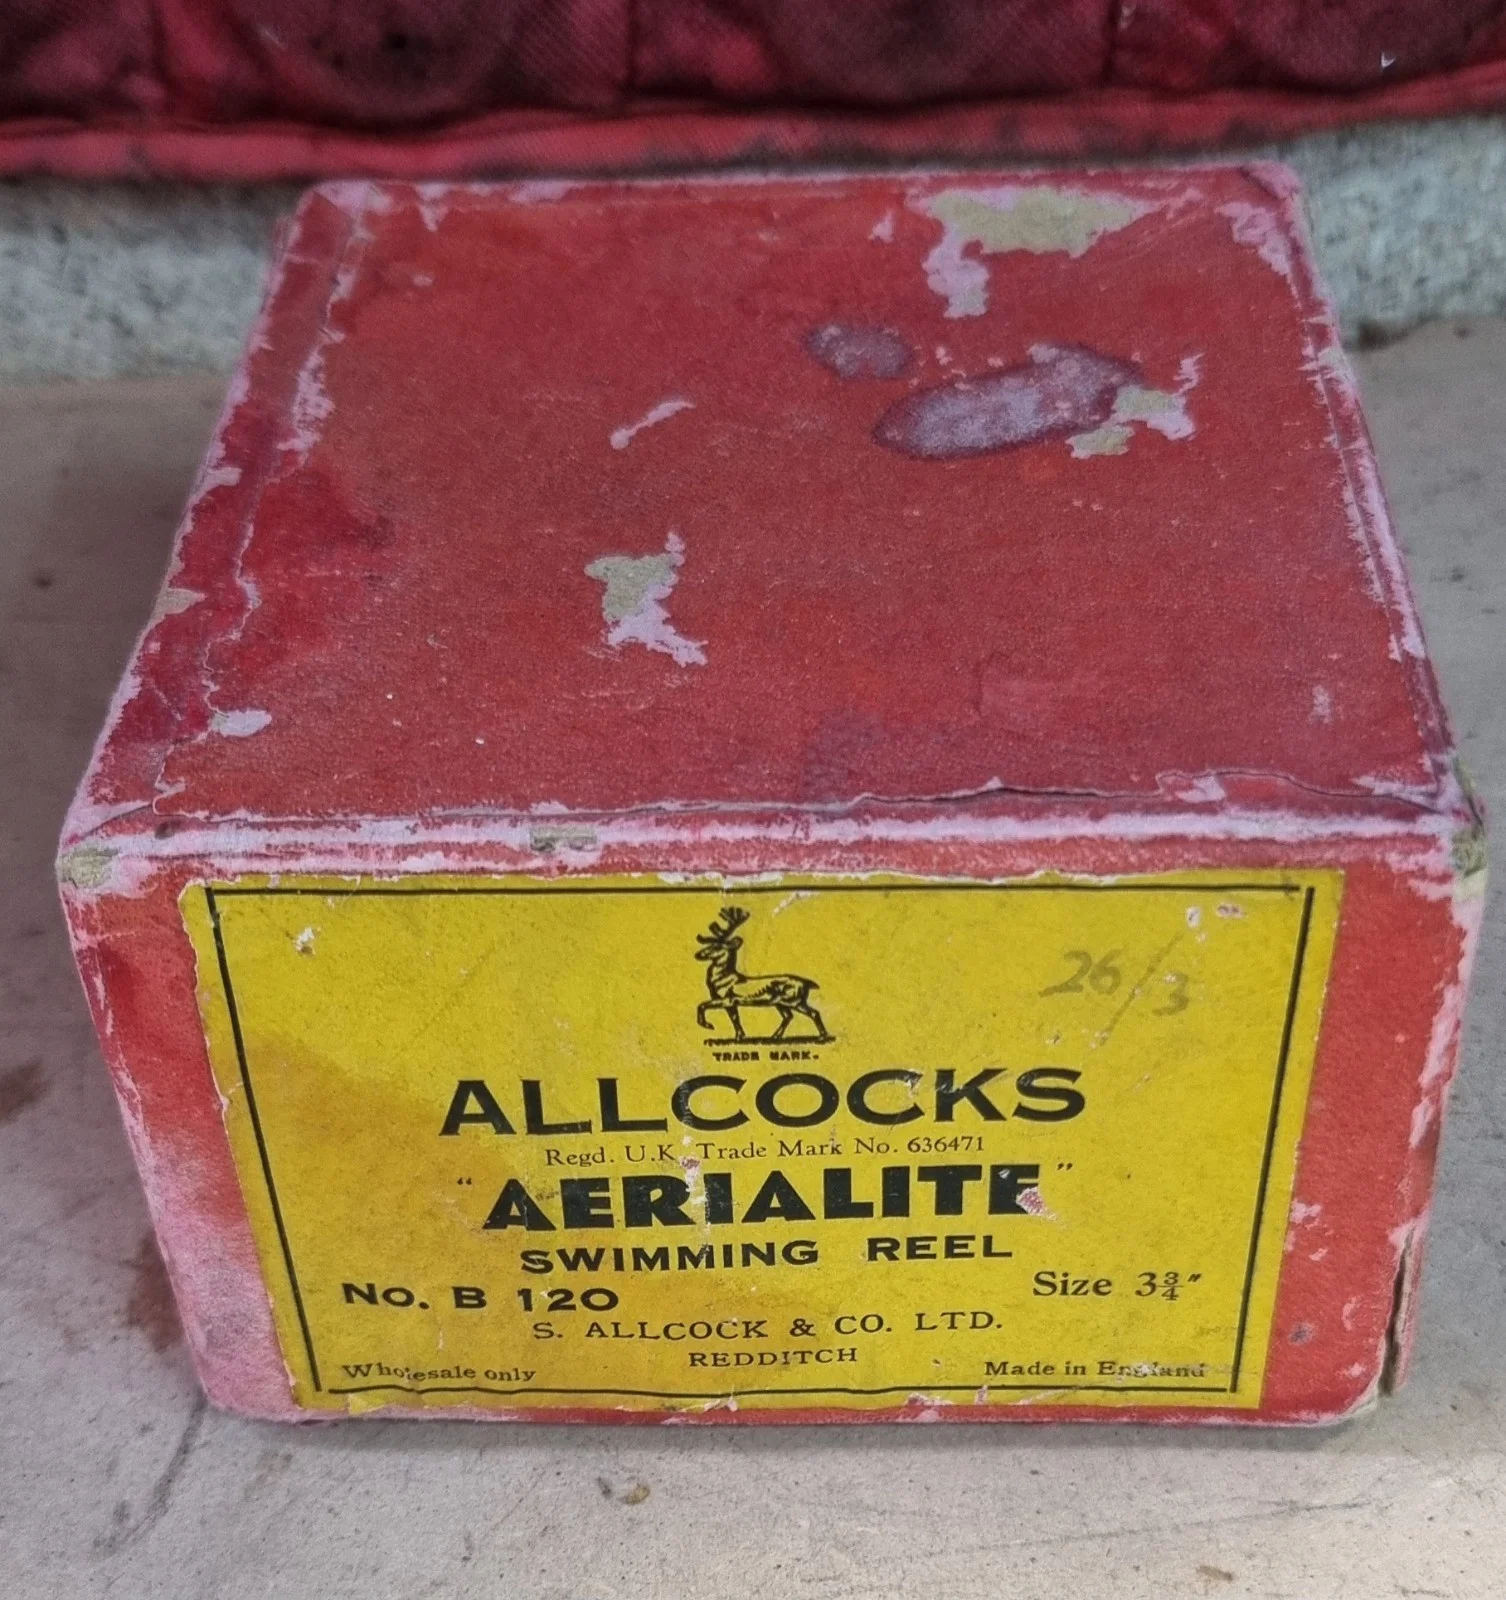 26/3
TRADE MARK.
ALLCOCKS
Regd. U.K. Trade Mark No. 636471
"AERIALITE"
SWIMMING REEL
No. B 120 Size 3¾"
S. ALLCOCK & CO. LTD.
REDDITCH
Wholesale only Made in England